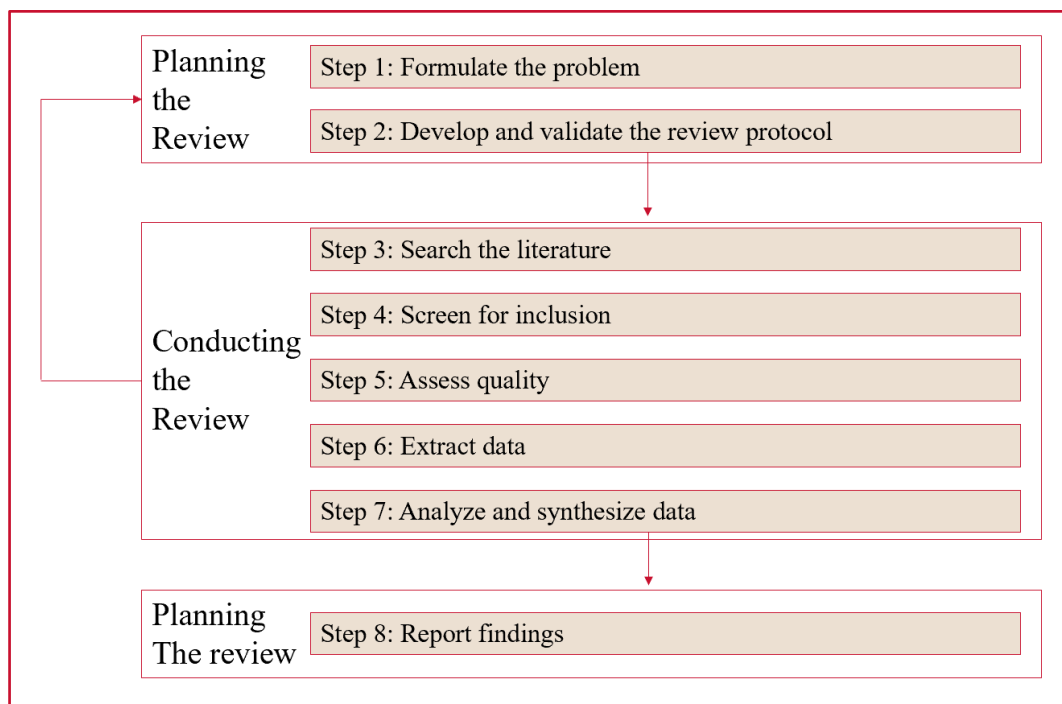 Planning
the
Review
Step 1: Formulate the problem
Step 2: Develop and validate the review protocol
Conducting
the
Review
Step 3: Search the literature
Step 4: Screen for inclusion
Step 5: Assess quality
Step 6: Extract data
Step 7: Analyze and synthesize data
Planning
The review
Step 8: Report findings